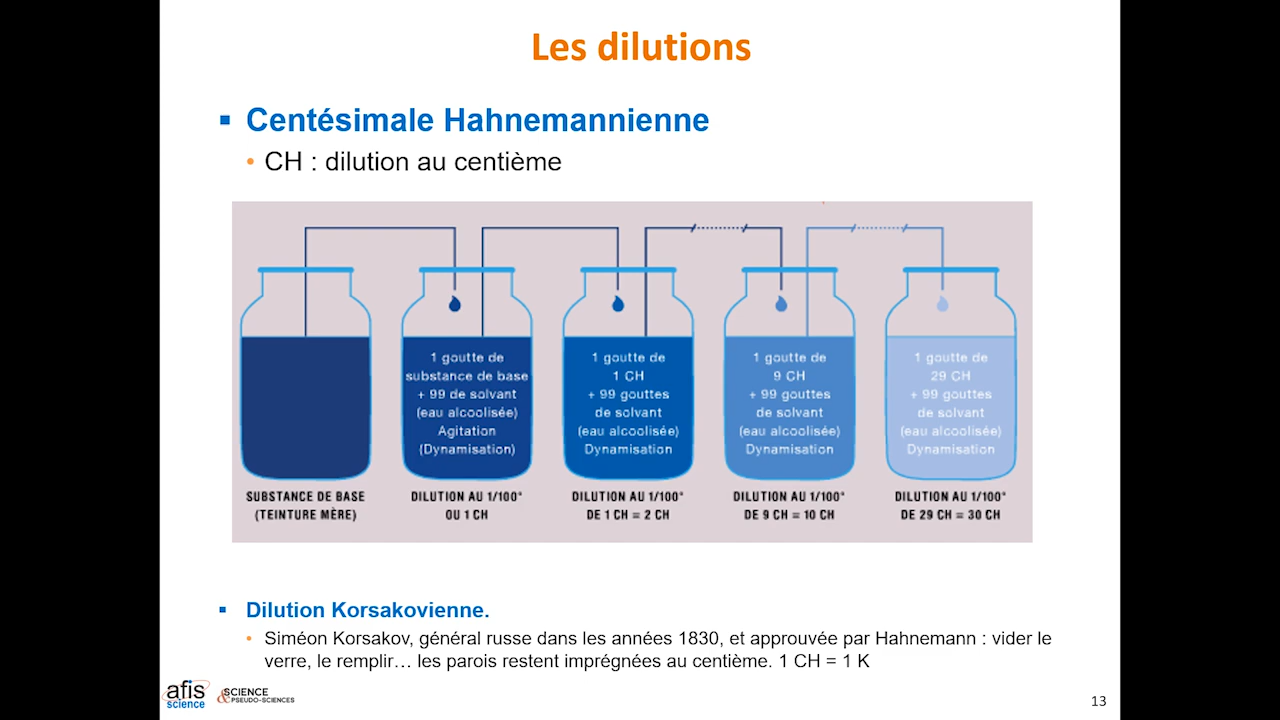 Les dilutions
▪ Centésimale Hahnemannienne
• CH : dilution au centième
1 goutte de
substance de base
+ 99 de solvant
(eau alcoolisée)
Agitation
(Dynamisation)
1 goutte de
1 CH
+ 99 gouttes
de solvant
(eau alcoolisée)
Dynamisation
1 goutte de
9 CH
+ 99 gouttes
de solvant
(eau alcoolisée)
Dynamisation
1 goutte de
29 CH
+ 99 gouttes
de solvant
(eau alcoolisée)
Dynamisation
SUBSTANCE DE BASE
(TEINTURE MÈRE)
DILUTION AU 1/100°
OU 1 CH
DILUTION AU 1/100°
DE 1 CH = 2 CH
DILUTION AU 1/100°
DE 9 CH = 10 CH
DILUTION AU 1/100°
DE 29 CH = 30 CH
▪ Dilution Korsakovienne.
• Siméon Korsakov, général russe dans les années 1830, et approuvée par Hahnemann : vider le
verre, le remplir… les parois restent imprégnées au centième. 1 CH = 1 K
afis
science
SCIENCE
& PSEUDO-SCIENCES
13